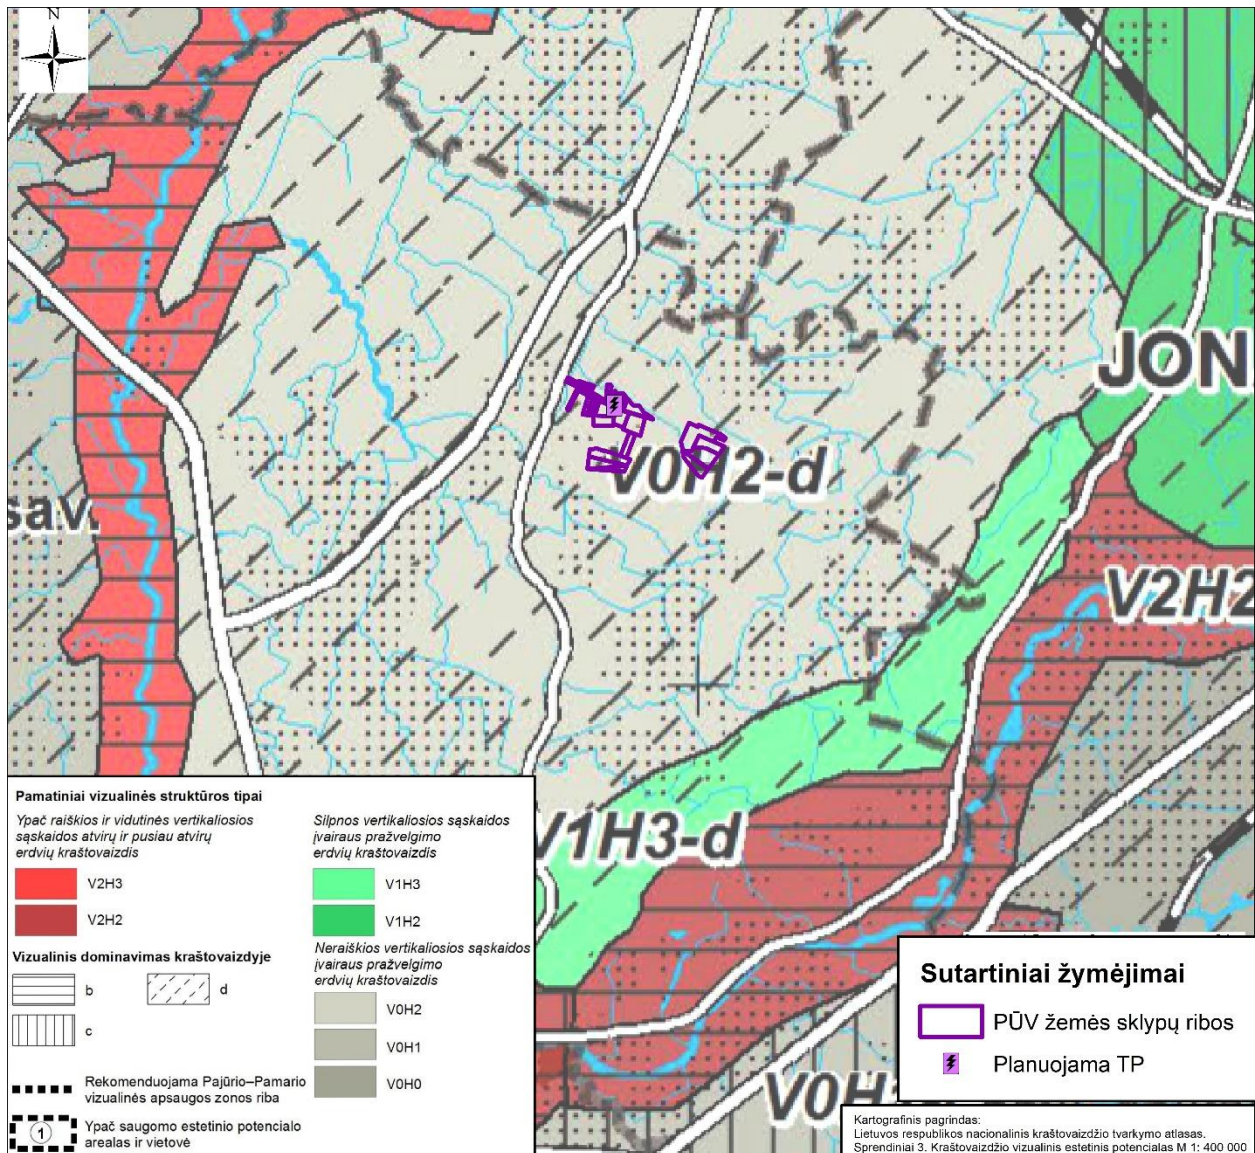 N
JON
sav.
V0H2-d
V2H2
V1H3-d
Pamatiniai vizualinės struktūros tipai
Ypač raiškios ir vidutinės vertikaliosios
sąskaidos atvirų ir pusiau atvirų
erdvių kraštovaizdis
V2H3
V2H2
Vizualinis dominavimas kraštovaizdyje
b
d
c
Rekomenduojama Pajūrio–Pamario
vizualinės apsaugos zonos riba
1
Ypač saugomo estetinio potencialo
arealas ir vietovė
Silpnos vertikaliosios sąskaidos
įvairaus pražvelgimo
erdvių kraštovaizdis
V1H3
V1H2
Neraiškios vertikaliosios sąskaidos
įvairaus pražvelgimo
erdvių kraštovaizdis
V0H2
V0H1
V0H0
Sutartiniai žymėjimai
PŪV žemės sklypų ribos
Planuojama TP
Kartografinis pagrindas:
Lietuvos respublikos nacionalinis kraštovaizdžio tvarkymo atlasas.
Sprendiniai 3. Kraštovaizdžio vizualinis estetinis potencialas M 1: 400 000